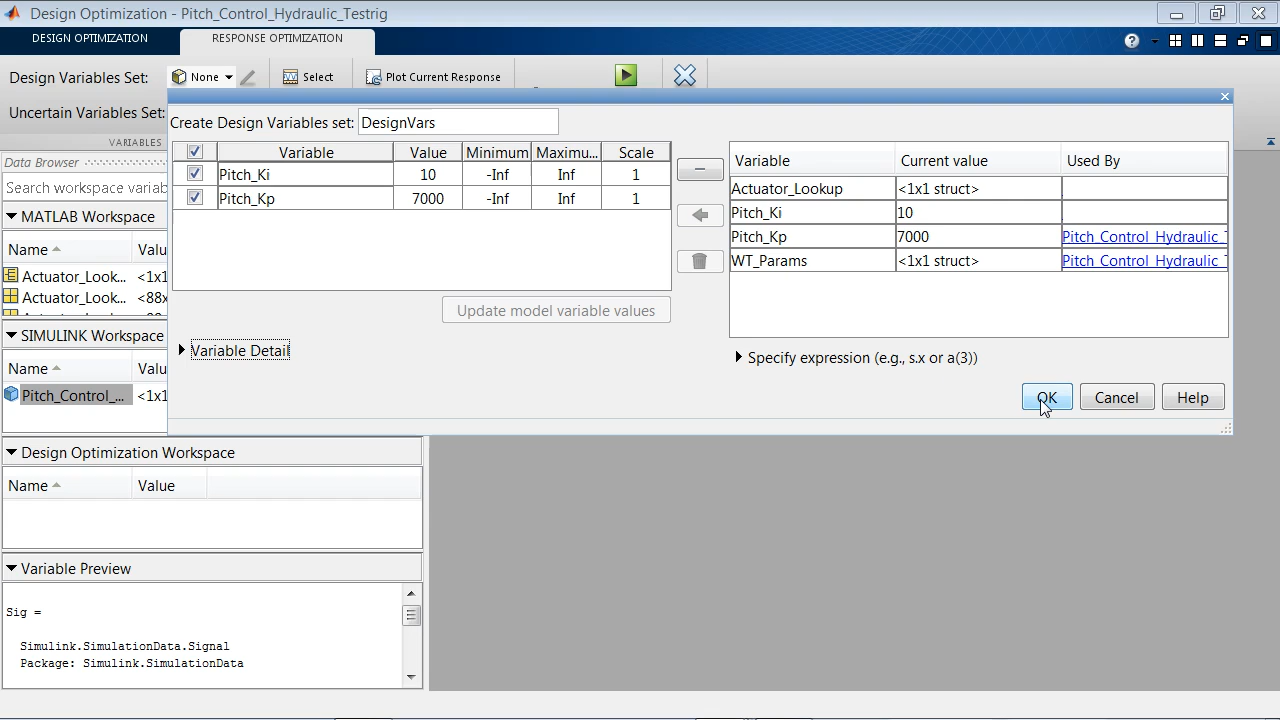 Design Optimization - Pitch_Control_Hydraulic_Testrig
DESIGN OPTIMIZATION
RESPONSE OPTIMIZATION
?
Design Variables Set: None Select Plot Current Response
Uncertain Variables Set:
VARIABLES
Data Browser
Search workspace variab
MATLAB Workspace
Name Valu
Actuator_Look... <1x1
Actuator_Look... <88x
SIMULINK Workspace
Name Valu
Pitch_Control_... <1x1
Design Optimization Workspace
Name Value
Variable Preview
Sig =
Simulink.SimulationData.Signal
Package: Simulink.SimulationData
Create Design Variables set: DesignVars
Variable Value Minimum Maximu... Scale
Pitch_Ki 10 -Inf Inf 1
Pitch_Kp 7000 -Inf Inf 1
Update model variable values
Variable Detail
Variable Current value Used By
Actuator_Lookup <1x1 struct>
Pitch_Ki 10
Pitch_Kp 7000 Pitch_Control_Hydraulic_T
WT_Params <1x1 struct> Pitch_Control_Hydraulic_T
Specify expression (e.g., s.x or a(3))
OK Cancel Help